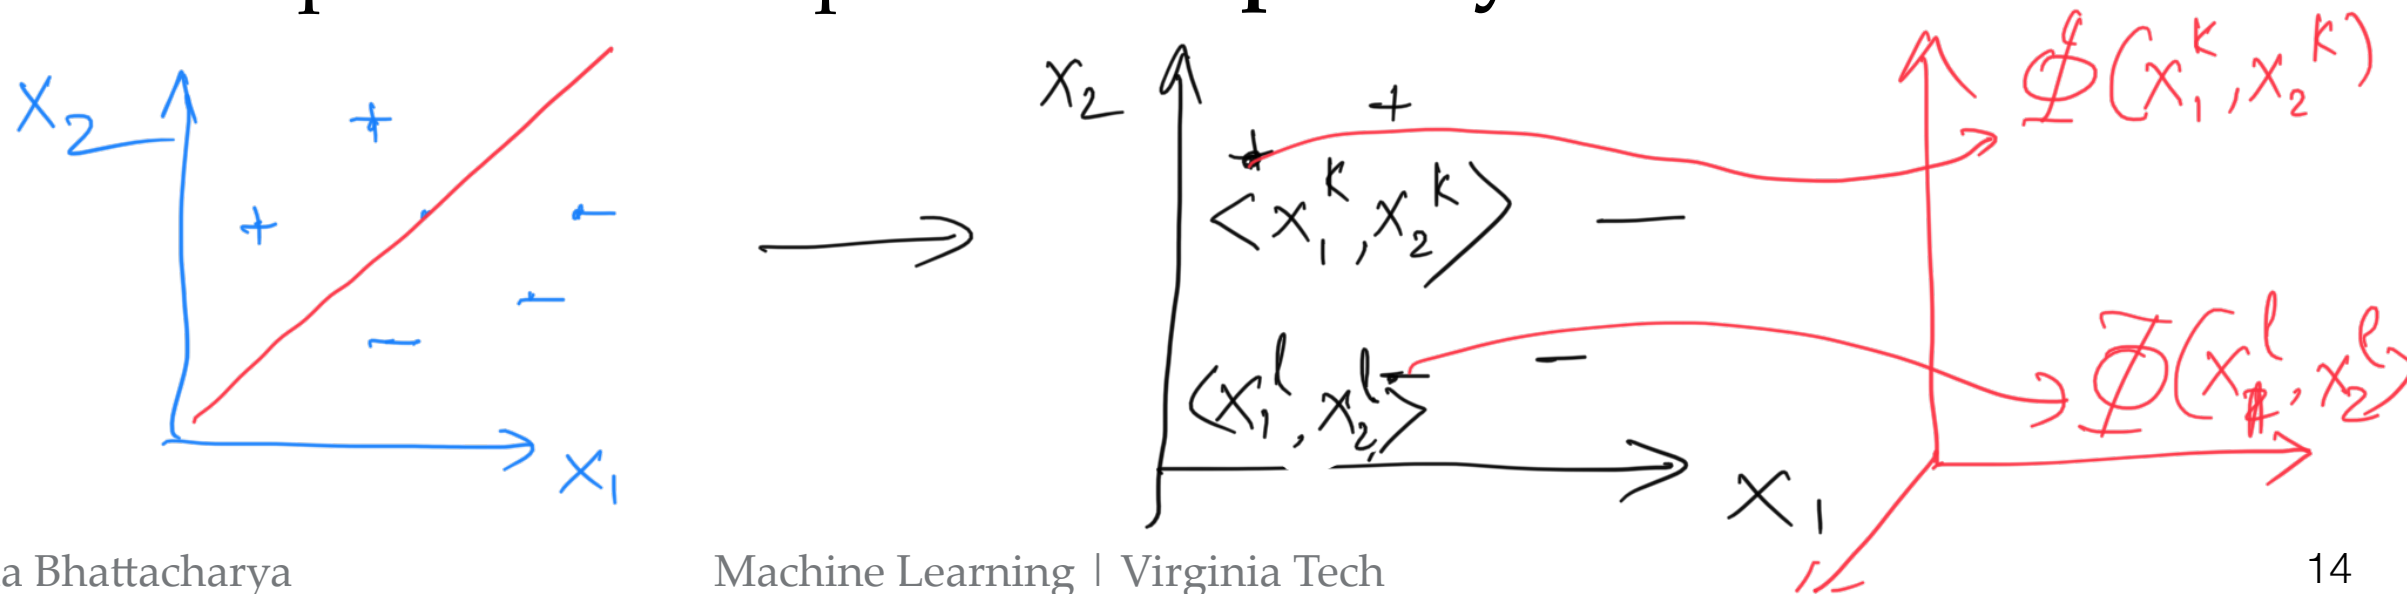 X₂
+
+
-
-
-
X₁
X₂
+
+
<x₁ᵏ, x₂ᵏ>
-
-
<x₁ˡ, x₂ˡ>
-
X₁
Φ(x₁ᵏ, x₂ᵏ)
Φ(x₁ˡ, x₂ˡ)
a Bhattacharya
Machine Learning | Virginia Tech
14